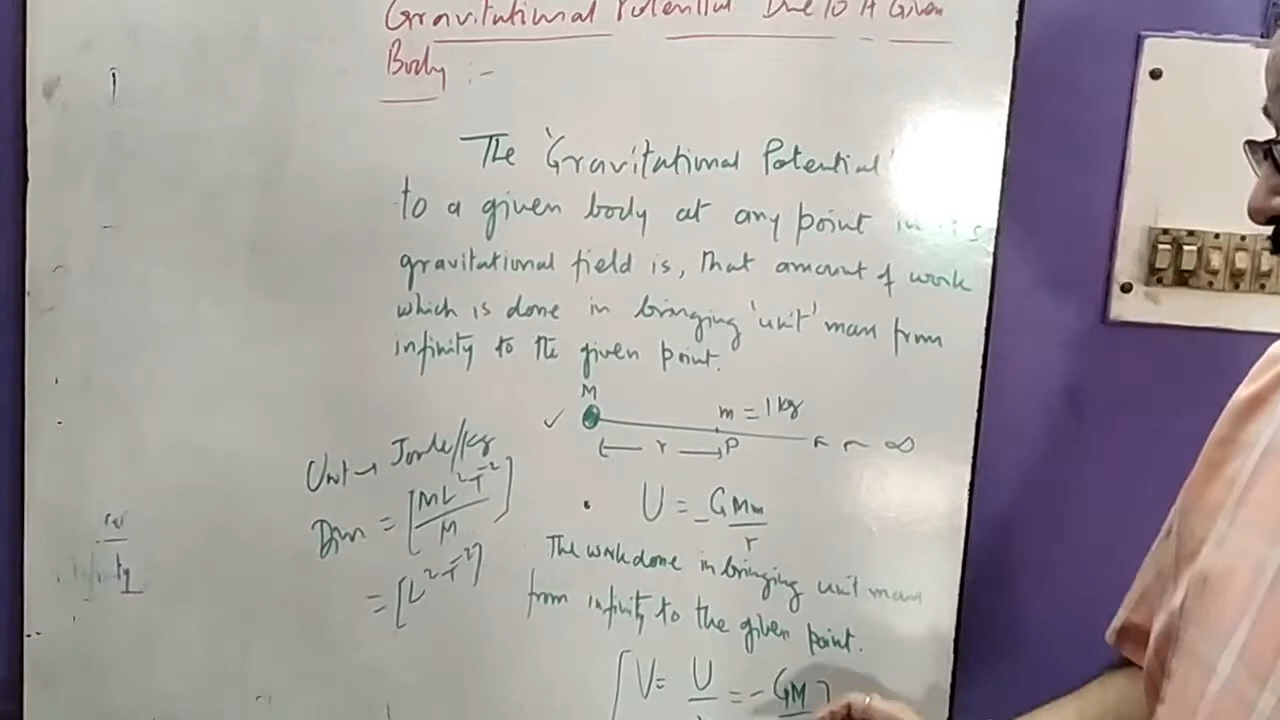 Gravitational Potential Due To A Given
Body :-
The 'Gravitational Potential'
to a given body at any point in its
gravitational field is, that amount of work
which is done in bringing 'unit' mass from
infinity to the given point.
M
✓ m = 1 kg
r P ∞
Unit → Joule/kg
Dim = [ML²T⁻²/M]
= [L²T⁻²]
U = -GMm/r
The work done in bringing unit mass
from infinity to the given point.
V = U = - GM